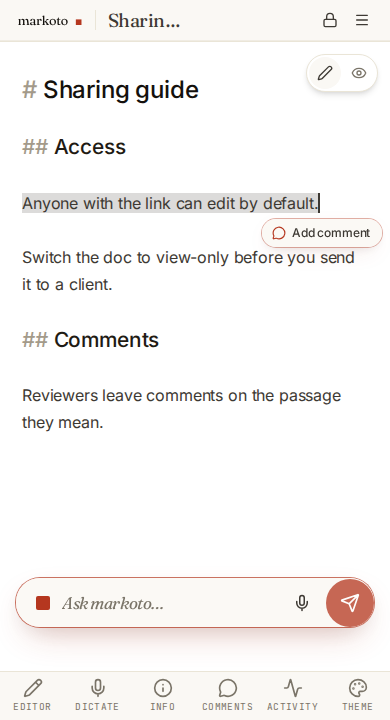 markoto
Sharin...
# Sharing guide
## Access
Anyone with the link can edit by default.
Add comment
Switch the doc to view-only before you send
it to a client.
## Comments
Reviewers leave comments on the passage
they mean.
Ask markoto...
EDITOR
DICTATE
INFO
COMMENTS
ACTIVITY
THEME